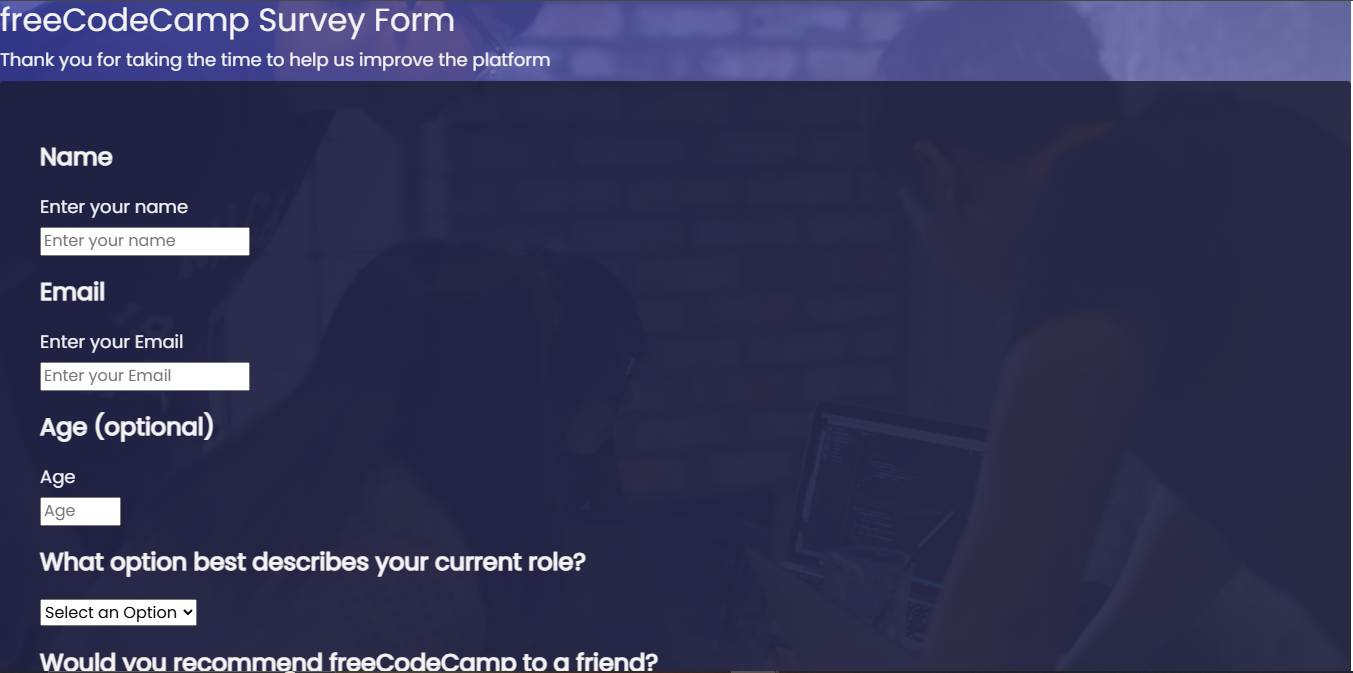 freeCodeCamp Survey Form
Thank you for taking the time to help us improve the platform
Name
Enter your name
Enter your name
Email
Enter your Email
Enter your Email
Age (optional)
Age
Age
What option best describes your current role?
Select an Option
Would you recommend freeCodeCamp to a friend?